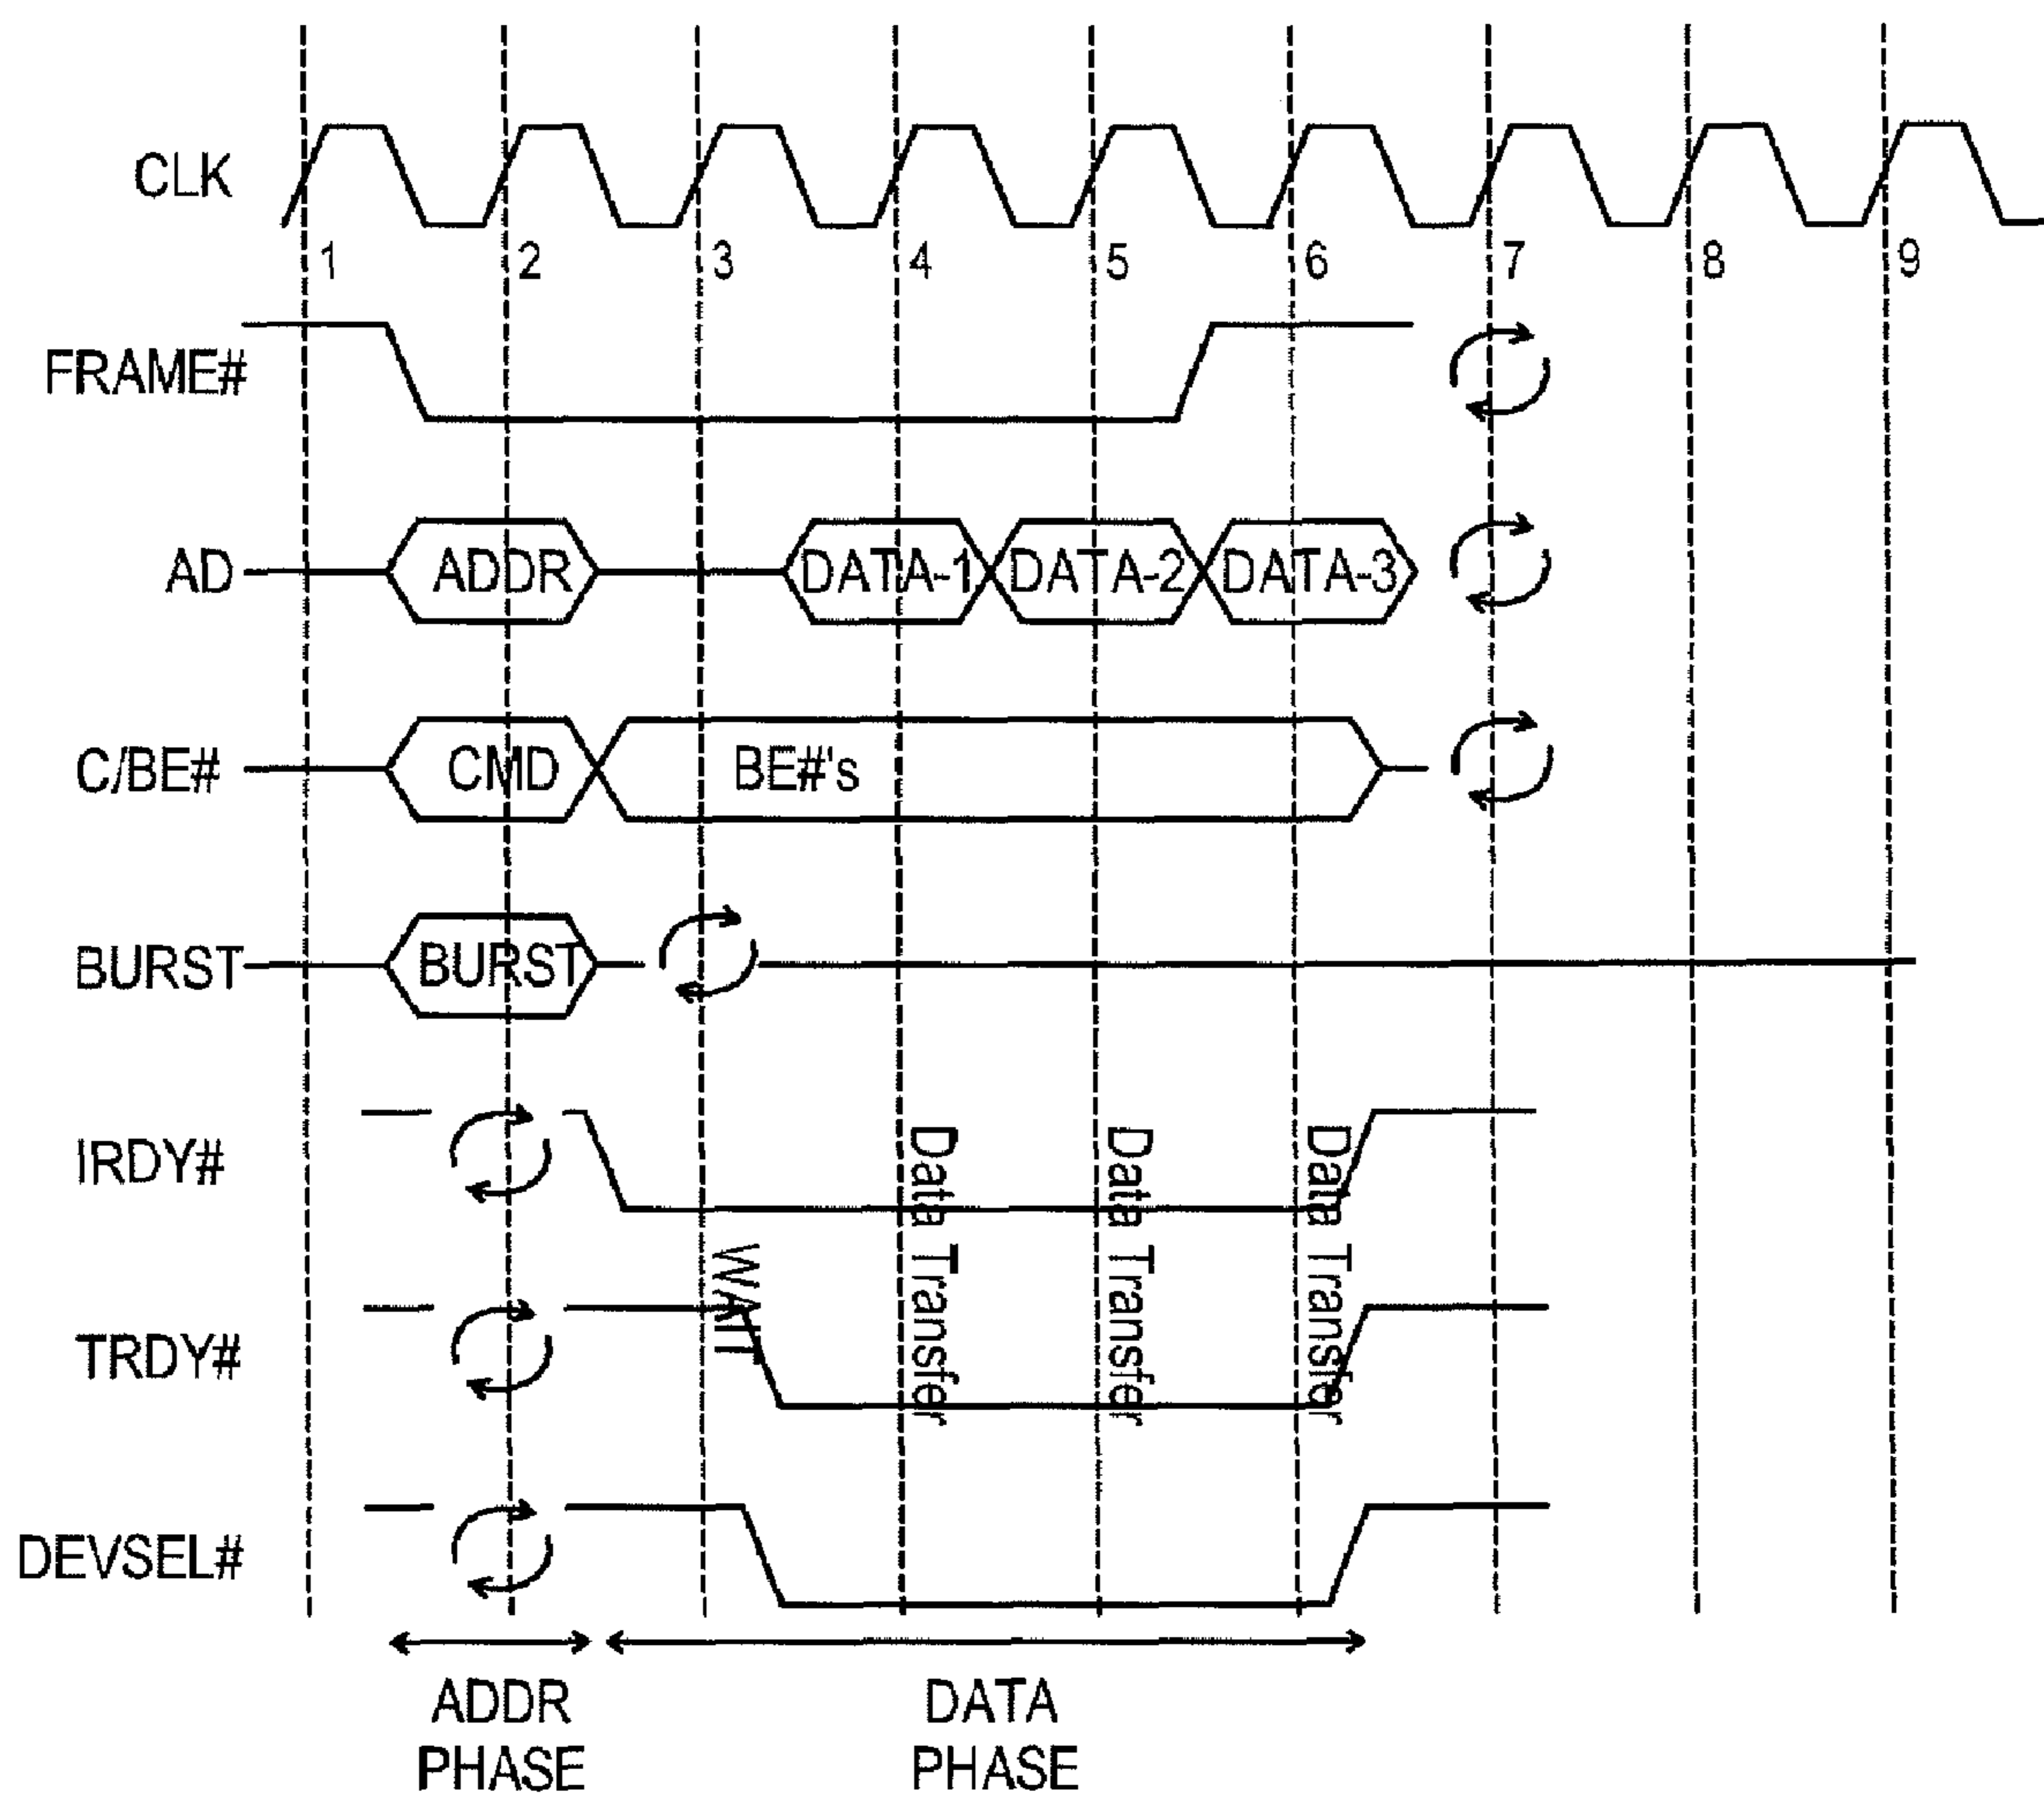 CLK
1 2 3 4 5 6 7 8 9
FRAME#
AD ADDR DATA-1 DATA-2 DATA-3
C/BE# CMD BE#'s
BURST BURST
IRDY#
WAIT
Data Transfer
Data Transfer
Data Transfer
TRDY#
DEVSEL#
ADDR
PHASE
DATA
PHASE